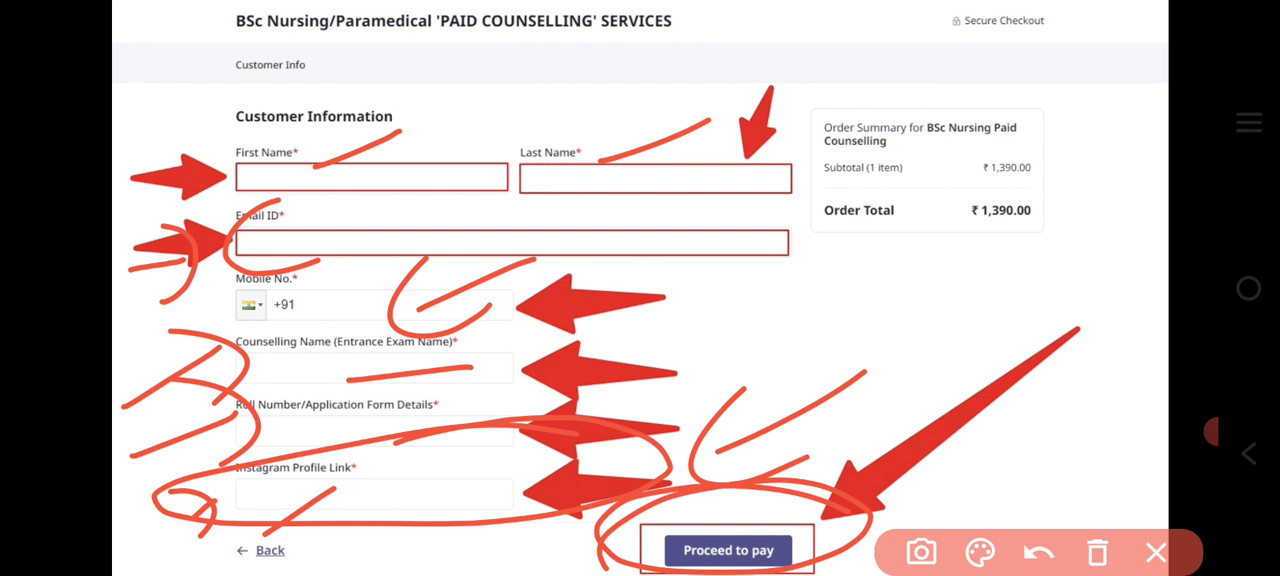 BSc Nursing/Paramedical 'PAID COUNSELLING' SERVICES
Secure Checkout
Customer Info
Customer Information
First Name*
Last Name*
Email ID*
Mobile No.*
+91
Counselling Name (Entrance Exam Name)*
Roll Number/Application Form Details*
Instagram Profile Link*
Back
Proceed to pay
Order Summary for BSc Nursing Paid
Counselling
Subtotal (1 item) ₹ 1,390.00
Order Total ₹ 1,390.00